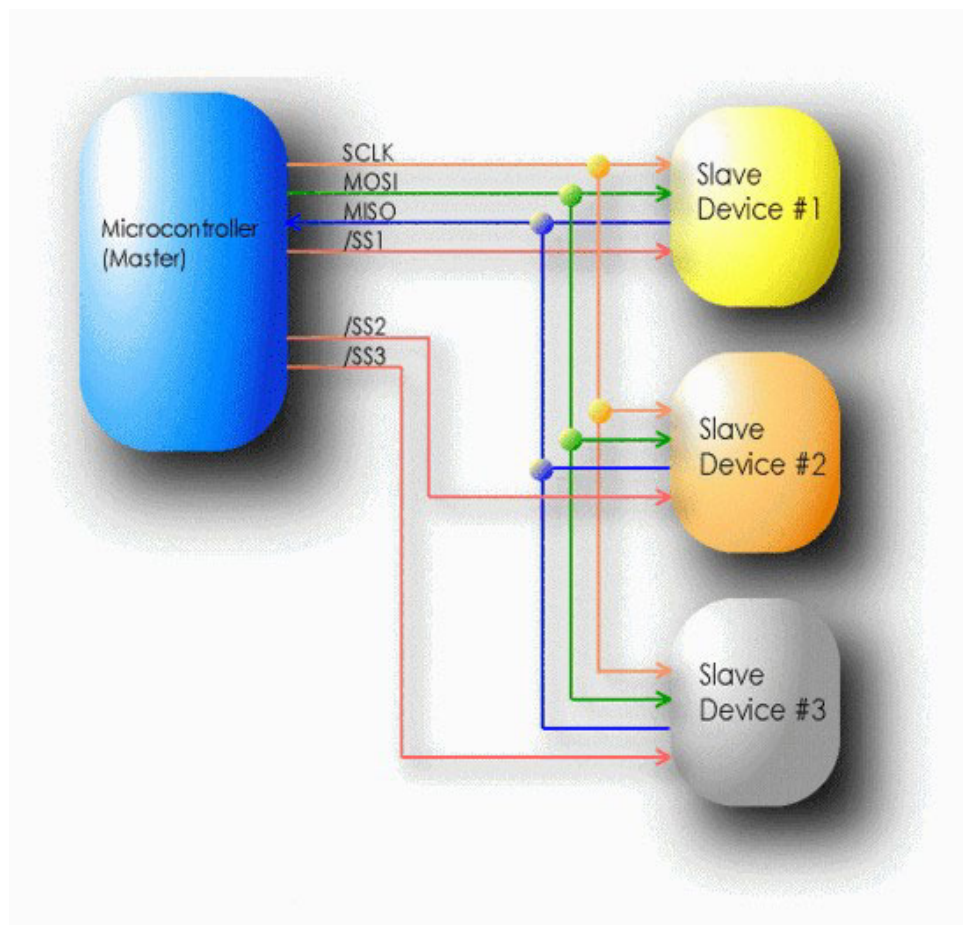 SCLK
MOSI
MISO
/SS1
Microcontroller
(Master)
/SS2
/SS3
Slave
Device #1
Slave
Device #2
Slave
Device #3